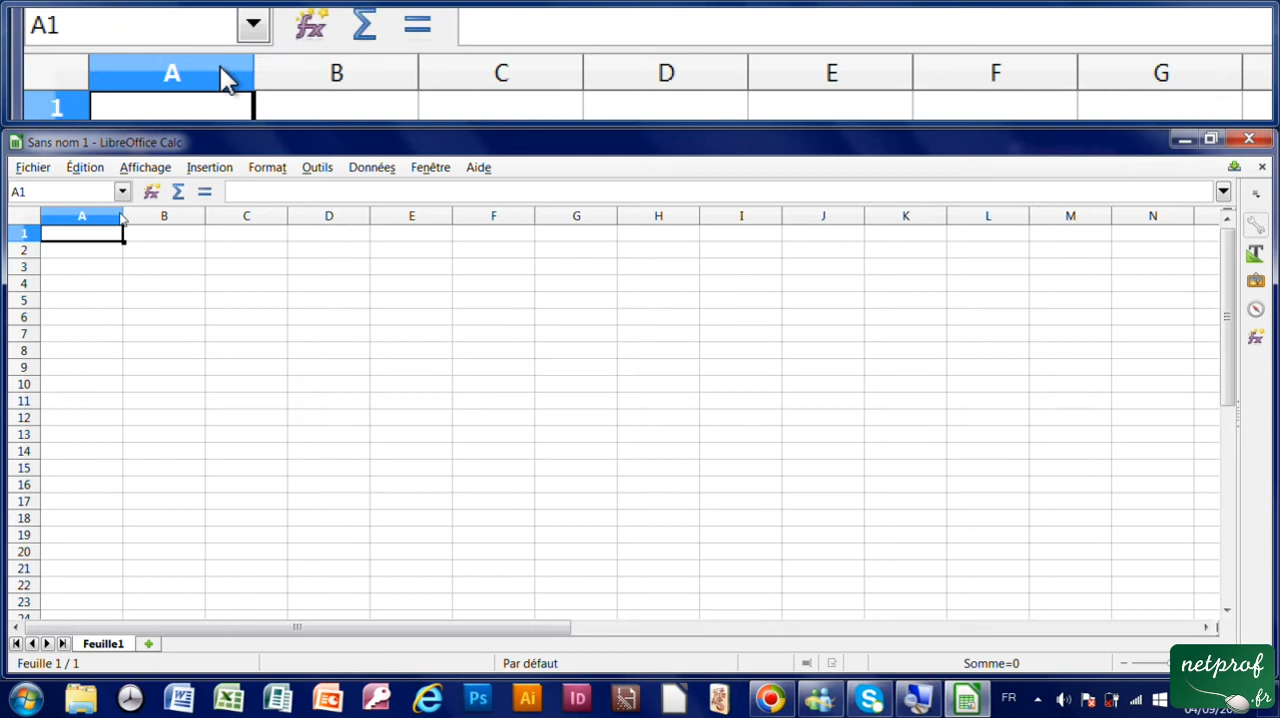 A1
A B C D E F G
1
Sans nom 1 - LibreOffice Calc
Fichier Édition Affichage Insertion Format Outils Données Fenêtre Aide
A1
A B C D E F G H I J K L M N
1
2
3
4
5
6
7
8
9
10
11
12
13
14
15
16
17
18
19
20
21
22
23
24
Feuille1
Feuille 1 / 1 Par défaut Somme=0
netprof
.fr
W X P A Ps Ai Id S FR